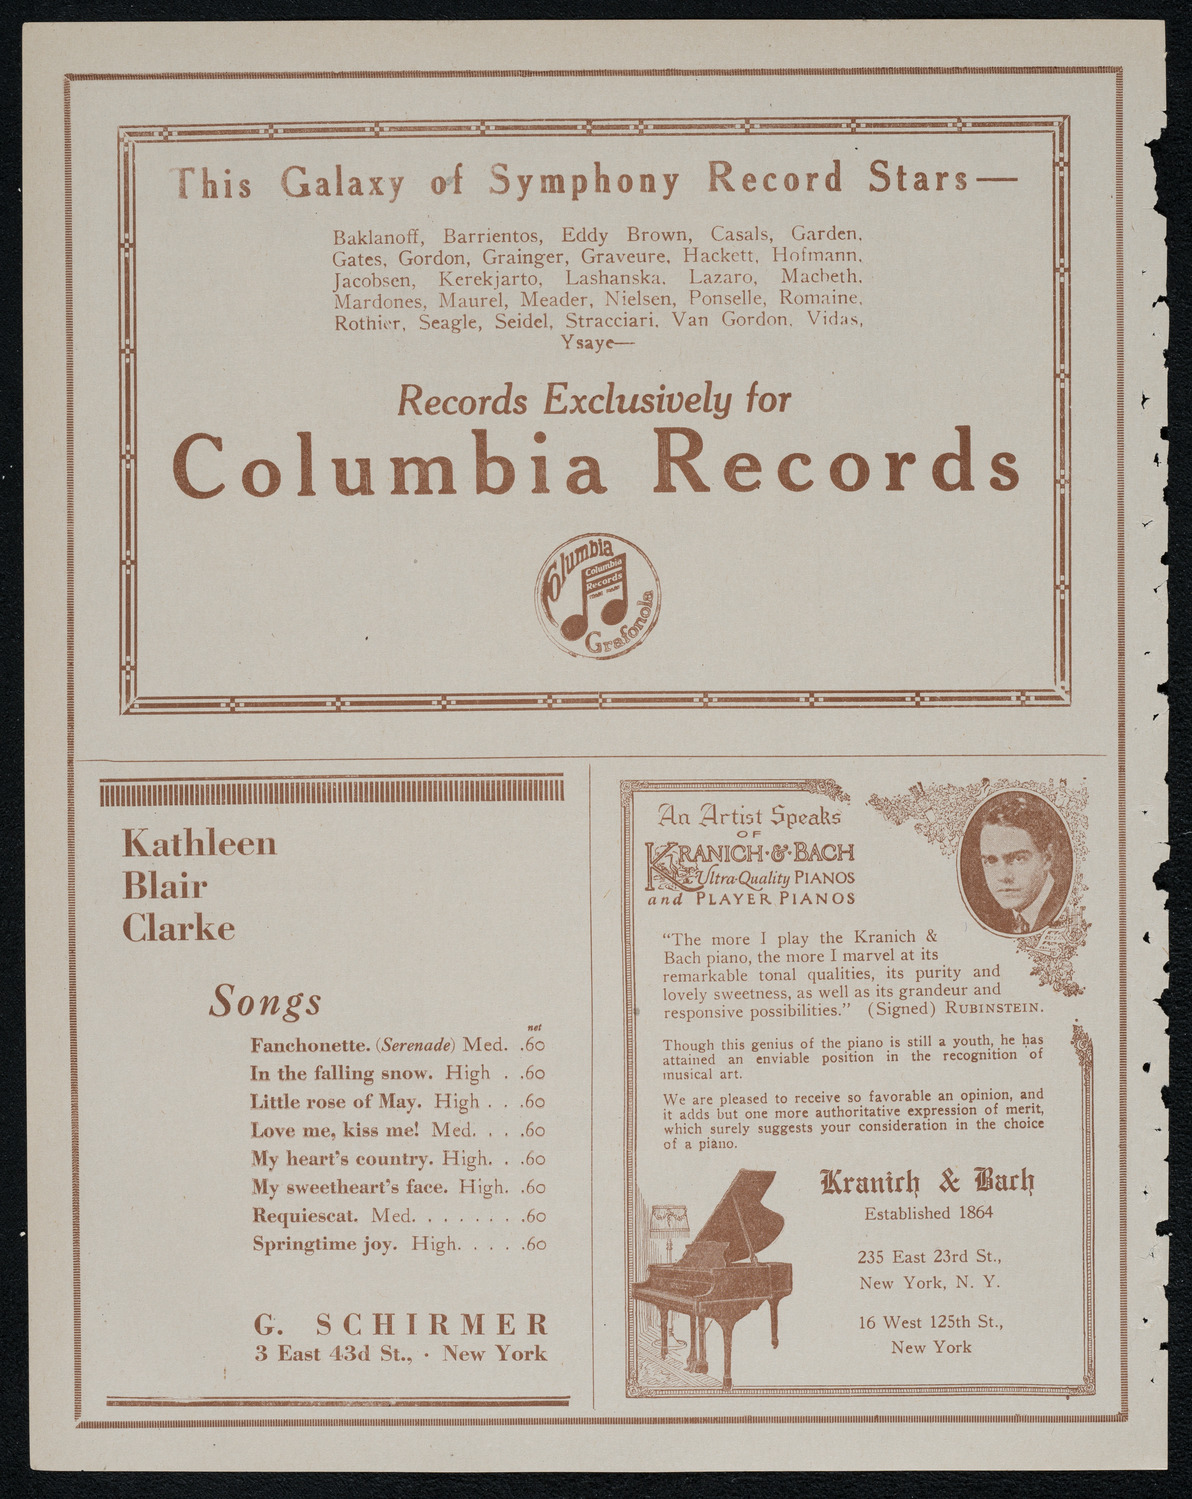 This Galaxy of Symphony Record Stars—
Baklanoff, Barrientos, Eddy Brown, Casals, Garden,
Gates, Gordon, Grainger, Graveure, Hackett, Hofmann,
Jacobsen, Kerekjarto, Lashanska, Lazaro, Macbeth,
Mardones, Maurel, Meader, Nielsen, Ponselle, Romaine,
Rothier, Seagle, Seidel, Stracciari, Van Gordon, Vidas,
Ysaye—
Records Exclusively for
Columbia Records
Columbia
Columbia
Records
Grafonola
Kathleen
Blair
Clarke
Songs
net
Fanchonette. (Serenade) Med. .60
In the falling snow. High . .60
Little rose of May. High . . .60
Love me, kiss me! Med. . . .60
My heart's country. High. . .60
My sweetheart's face. High. .60
Requiescat. Med. . . . . . . .60
Springtime joy. High. . . . .60
G. SCHIRMER
3 East 43d St., · New York
An Artist Speaks
OF
KRANICH·&·BACH
Ultra-Quality PIANOS
and PLAYER PIANOS
“The more I play the Kranich &
Bach piano, the more I marvel at its
remarkable tonal qualities, its purity and
lovely sweetness, as well as its grandeur and
responsive possibilities.” (Signed) RUBINSTEIN.
Though this genius of the piano is still a youth, he has
attained an enviable position in the recognition of
musical art.
We are pleased to receive so favorable an opinion, and
it adds but one more authoritative expression of merit,
which surely suggests your consideration in the choice
of a piano.
Kranich & Bach
Established 1864
235 East 23rd St.,
New York, N. Y.
16 West 125th St.,
New York